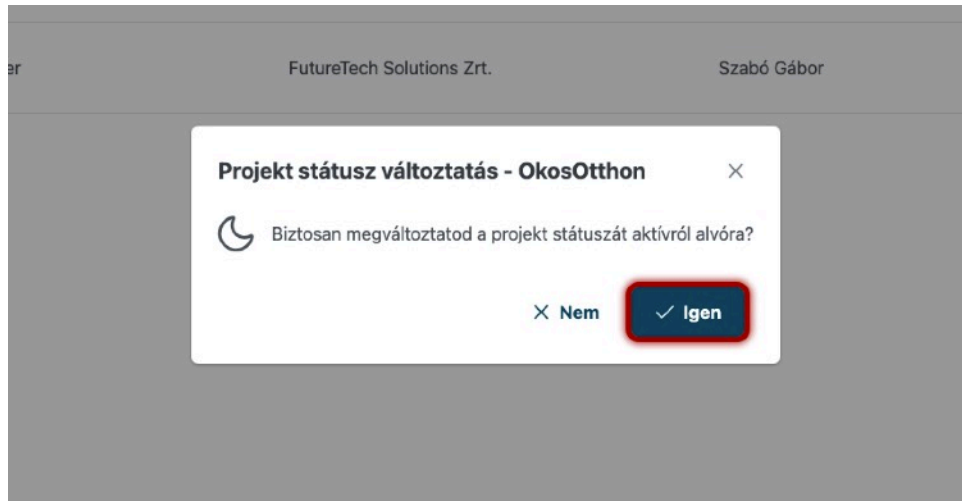 er FutureTech Solutions Zrt. Szabó Gábor
Projekt státusz változtatás - OkosOtthon
Biztosan megváltoztatod a projekt státuszát aktívról alvóra?
Nem Igen